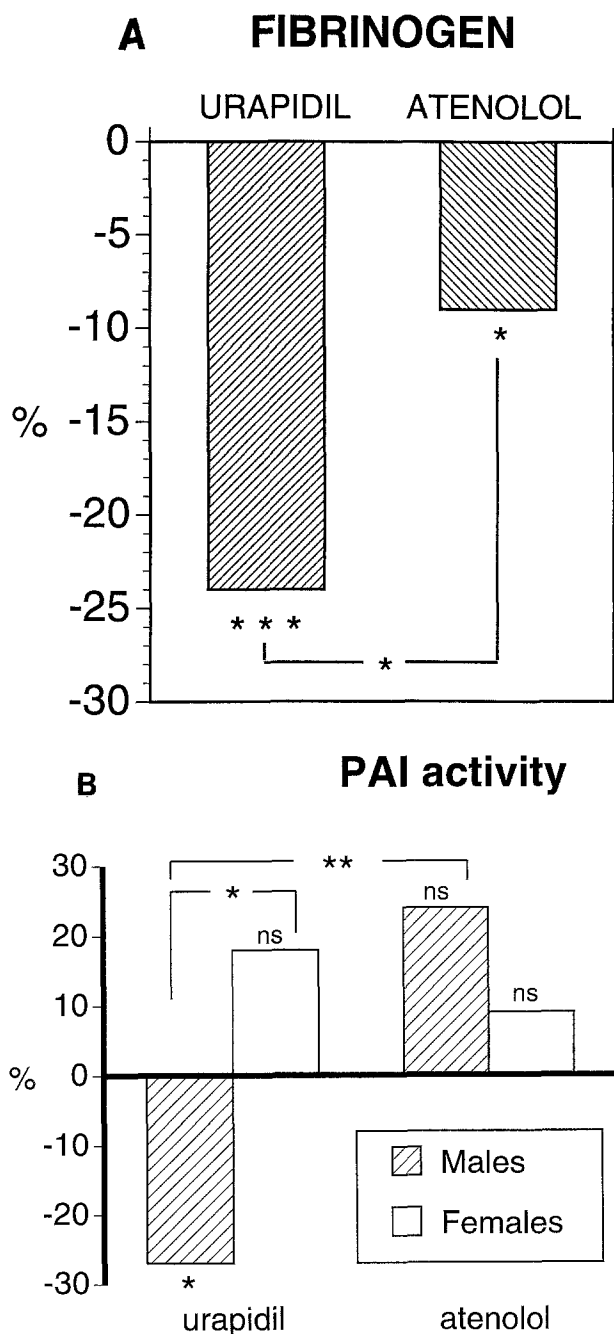 A FIBRINOGEN
URAPIDIL ATENOLOL
0
-5
-10
*
% -15
-20
-25
* * *
*
-30
B PAI activity
30
**
ns
*
20
ns
10
ns
% 0
-10
Males
-20
Females
-30
*
urapidil atenolol